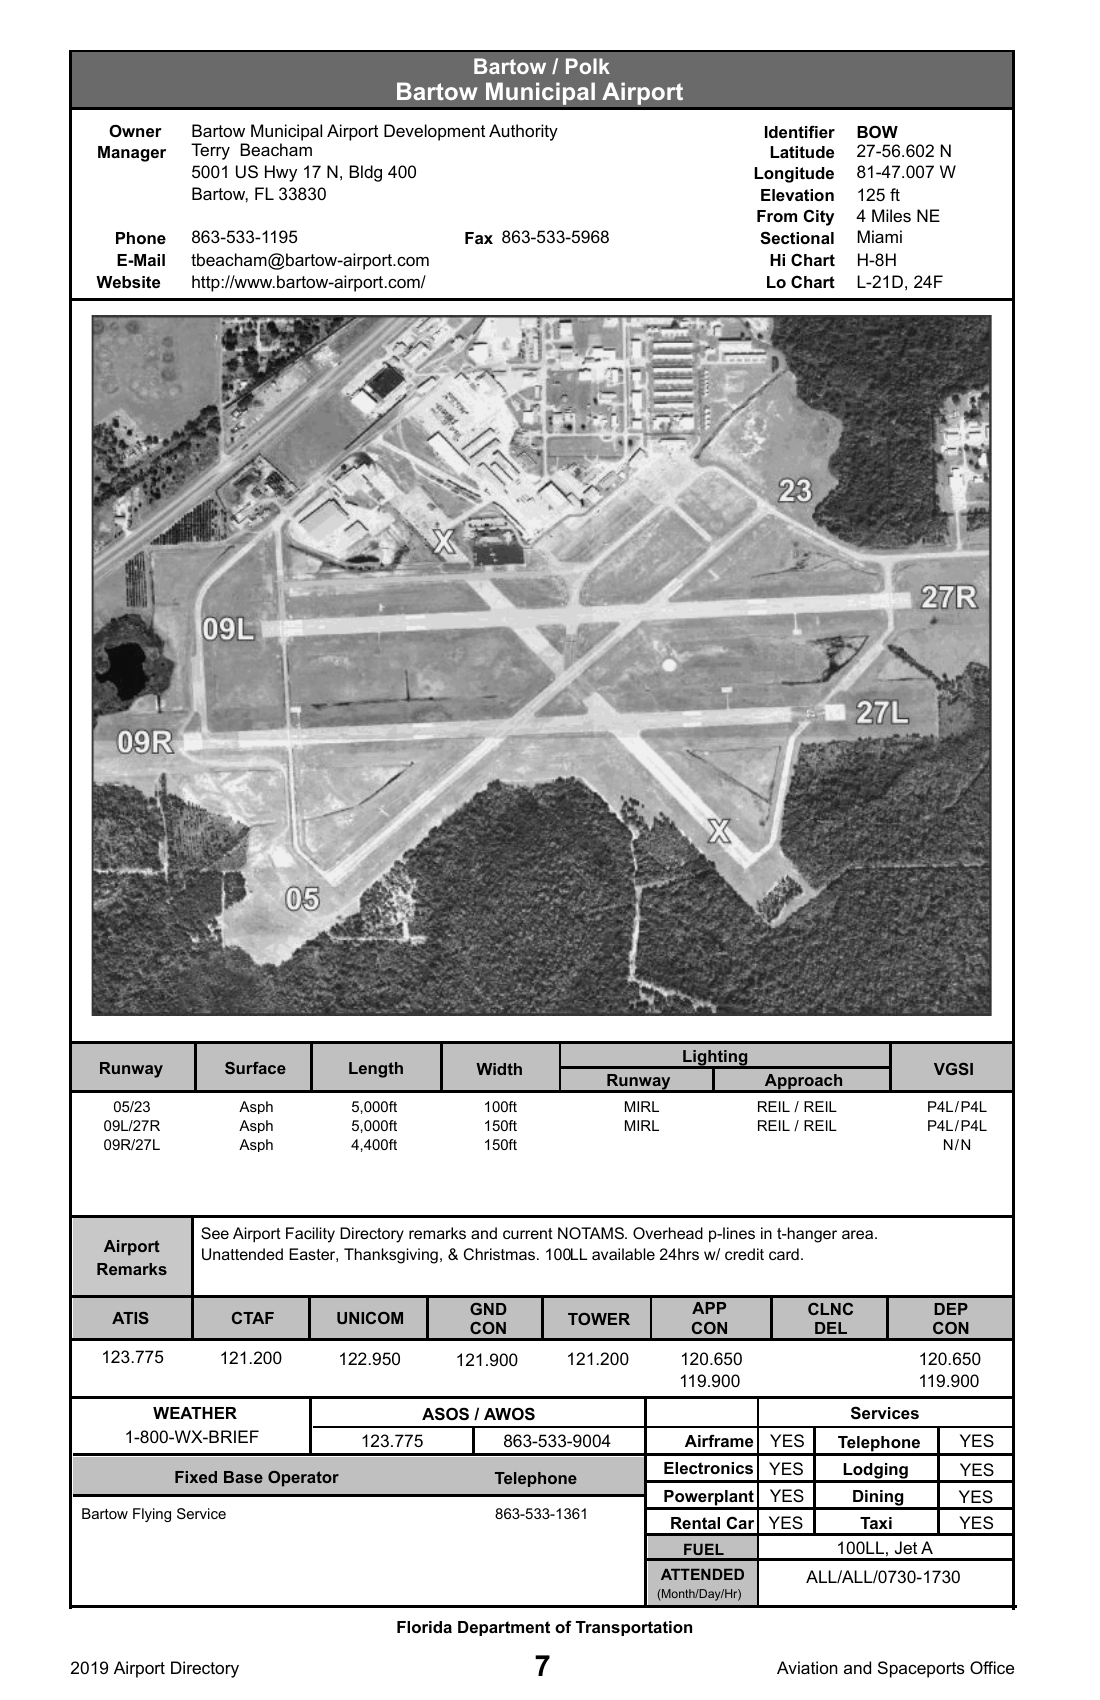 Bartow / Polk
Bartow Municipal Airport
Owner Bartow Municipal Airport Development Authority
Manager Terry Beacham
5001 US Hwy 17 N, Bldg 400
Bartow, FL 33830
Phone 863-533-1195 Fax 863-533-5968
E-Mail tbeacham@bartow-airport.com
Website http://www.bartow-airport.com/
Identifier BOW
Latitude 27-56.602 N
Longitude 81-47.007 W
Elevation 125 ft
From City 4 Miles NE
Sectional Miami
Hi Chart H-8H
Lo Chart L-21D, 24F
23
X
27R
09L
27L
09R
X
05
Runway Surface Length Width Lighting VGSI
Runway Approach
05/23 Asph 5,000ft 100ft MIRL REIL / REIL P4L/P4L
09L/27R Asph 5,000ft 150ft MIRL REIL / REIL P4L/P4L
09R/27L Asph 4,400ft 150ft N/N
Airport Remarks
See Airport Facility Directory remarks and current NOTAMS. Overhead p-lines in t-hanger area.
Unattended Easter, Thanksgiving, & Christmas. 100LL available 24hrs w/ credit card.
ATIS CTAF UNICOM GND CON TOWER APP CON CLNC DEL DEP CON
123.775 121.200 122.950 121.900 121.200 120.650 120.650
119.900 119.900
WEATHER
1-800-WX-BRIEF
ASOS / AWOS
123.775 863-533-9004
Services
Airframe YES Telephone YES
Electronics YES Lodging YES
Powerplant YES Dining YES
Rental Car YES Taxi YES
FUEL 100LL, Jet A
ATTENDED ALL/ALL/0730-1730
(Month/Day/Hr)
Fixed Base Operator Telephone
Bartow Flying Service 863-533-1361
Florida Department of Transportation
2019 Airport Directory 7 Aviation and Spaceports Office